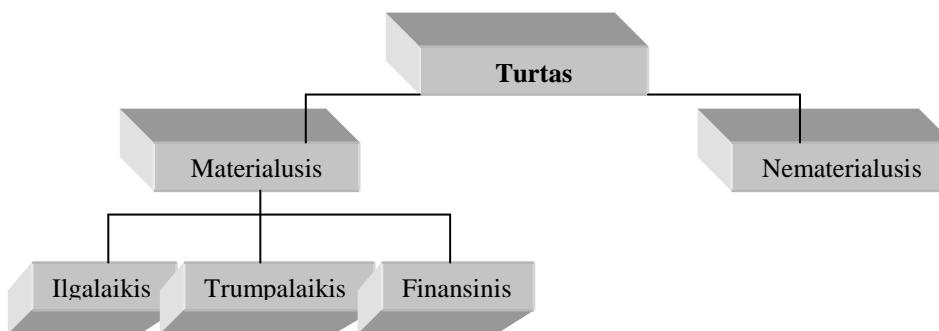 Turtas
Materialusis
Nematerialusis
Ilgalaikis
Trumpalaikis
Finansinis